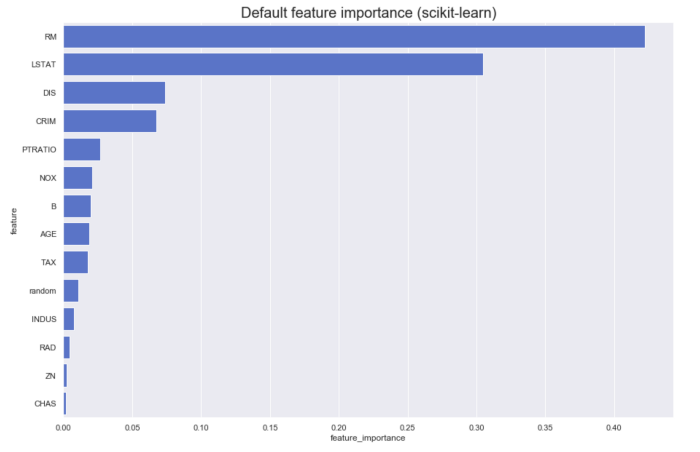 Default feature importance (scikit-learn)
feature
RM
LSTAT
DIS
CRIM
PTRATIO
NOX
B
AGE
TAX
random
INDUS
RAD
ZN
CHAS
0.00 0.05 0.10 0.15 0.20 0.25 0.30 0.35 0.40
feature_importance